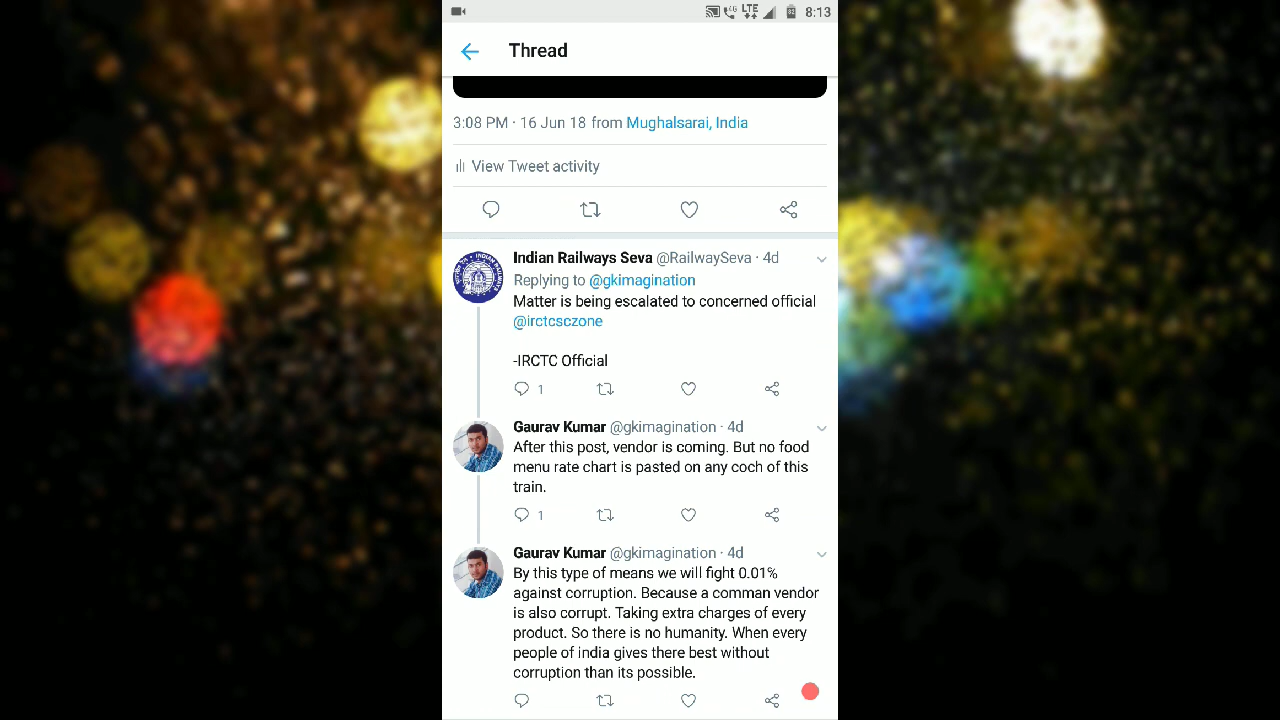 8:13
LTE
Thread
3:08 PM · 16 Jun 18 from Mughalsarai, India
View Tweet activity
Indian Railways Seva @RailwaySeva · 4d
Replying to @gkimagination
Matter is being escalated to concerned official
@irctcsczone
-IRCTC Official
1
Gaurav Kumar @gkimagination · 4d
After this post, vendor is coming. But no food
menu rate chart is pasted on any coch of this
train.
1
Gaurav Kumar @gkimagination · 4d
By this type of means we will fight 0.01%
against corruption. Because a comman vendor
is also corrupt. Taking extra charges of every
product. So there is no humanity. When every
people of india gives there best without
corruption than its possible.